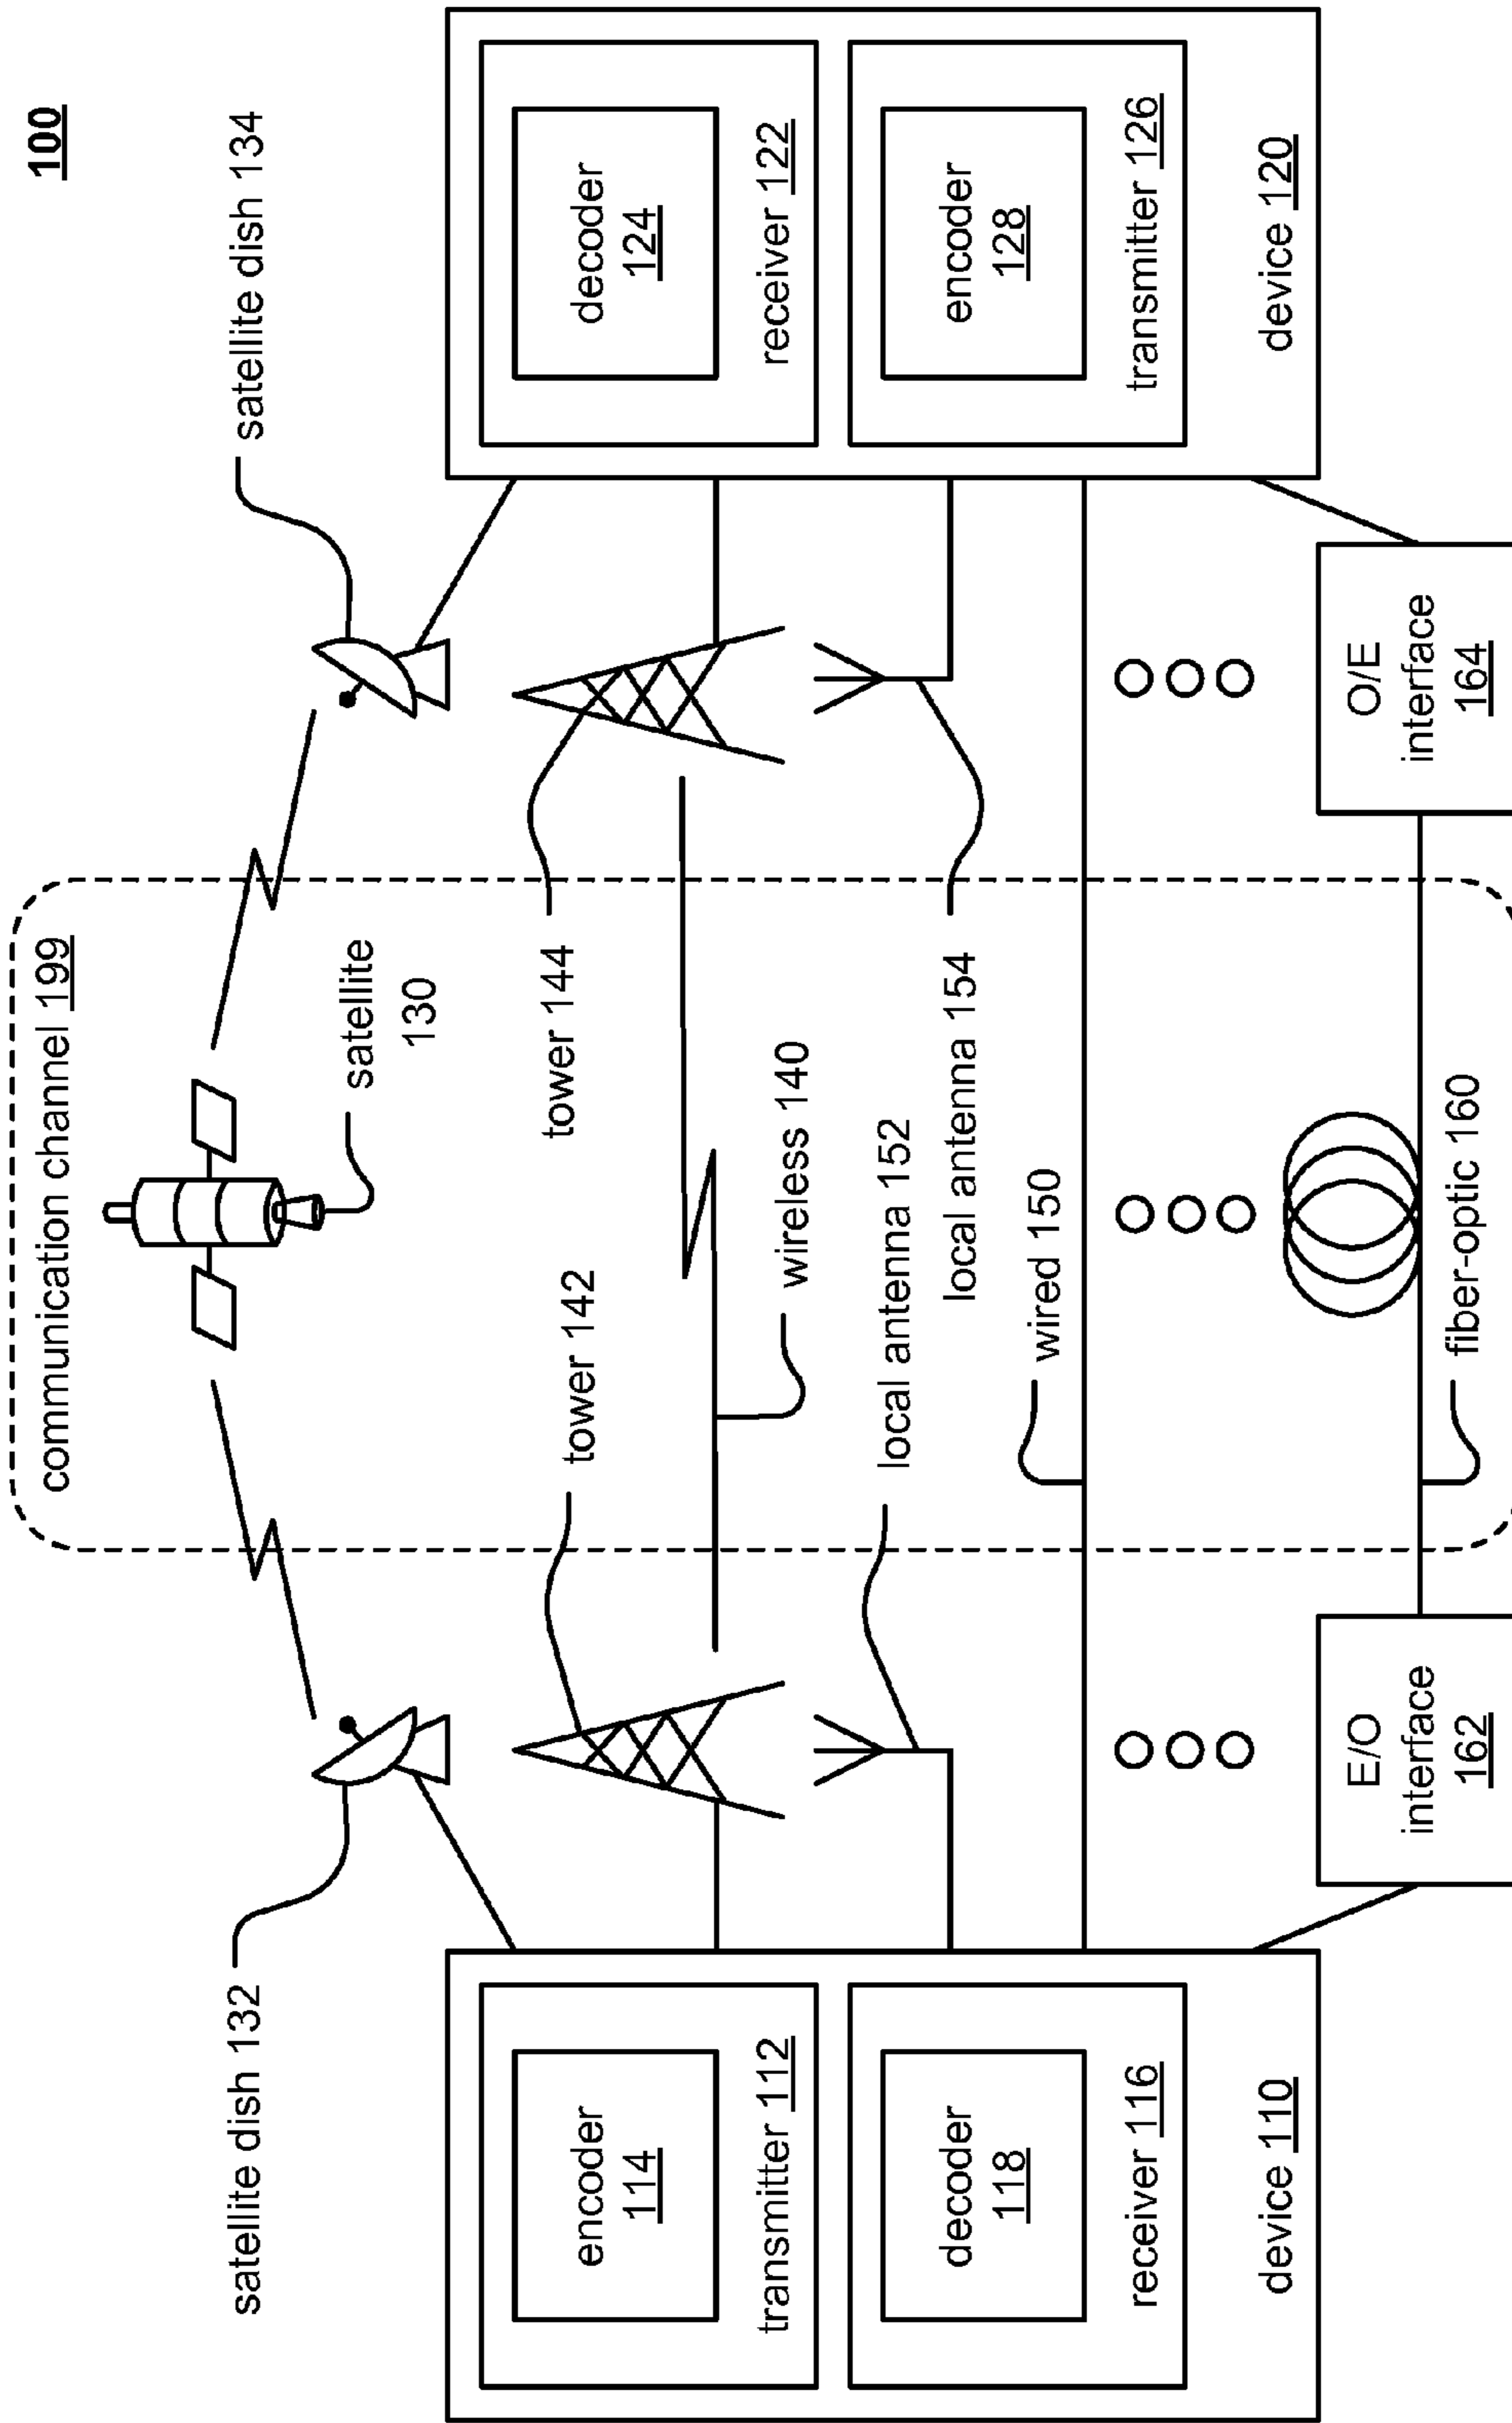 100
communication channel 199
satellite dish 132
satellite
130
satellite dish 134
tower 142
tower 144
wireless 140
local antenna 152
local antenna 154
wired 150
fiber-optic 160
encoder
114
transmitter 112
decoder
118
receiver 116
device 110
decoder
124
receiver 122
encoder
128
transmitter 126
device 120
E/O
interface
162
O/E
interface
164